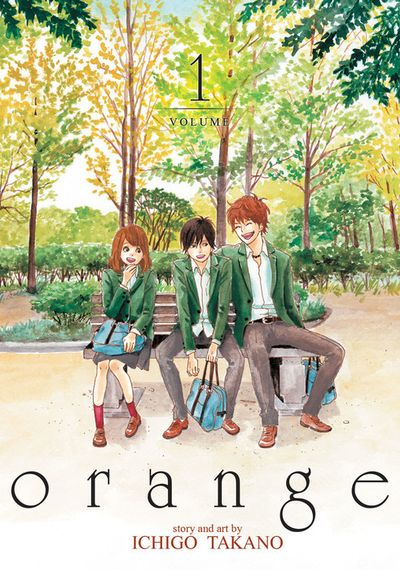 1
VOLUME
orange
story and art by
ICHIGO TAKANO